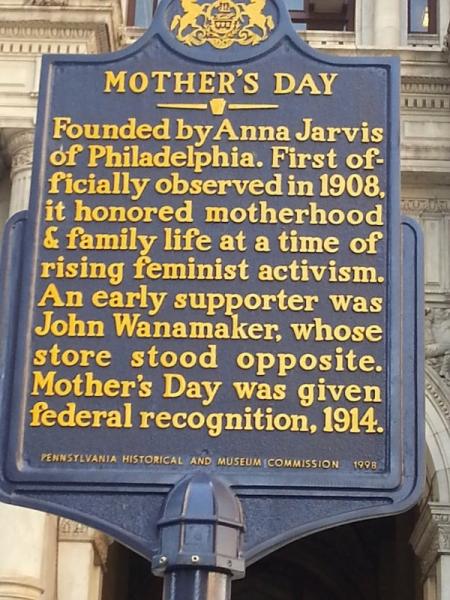 MOTHER'S DAY
Founded by Anna Jarvis
of Philadelphia. First of-
ficially observed in 1908,
it honored motherhood
& family life at a time of
rising feminist activism.
An early supporter was
John Wanamaker, whose
store stood opposite.
Mother's Day was given
federal recognition, 1914.
PENNSYLVANIA HISTORICAL AND MUSEUM COMMISSION 1998